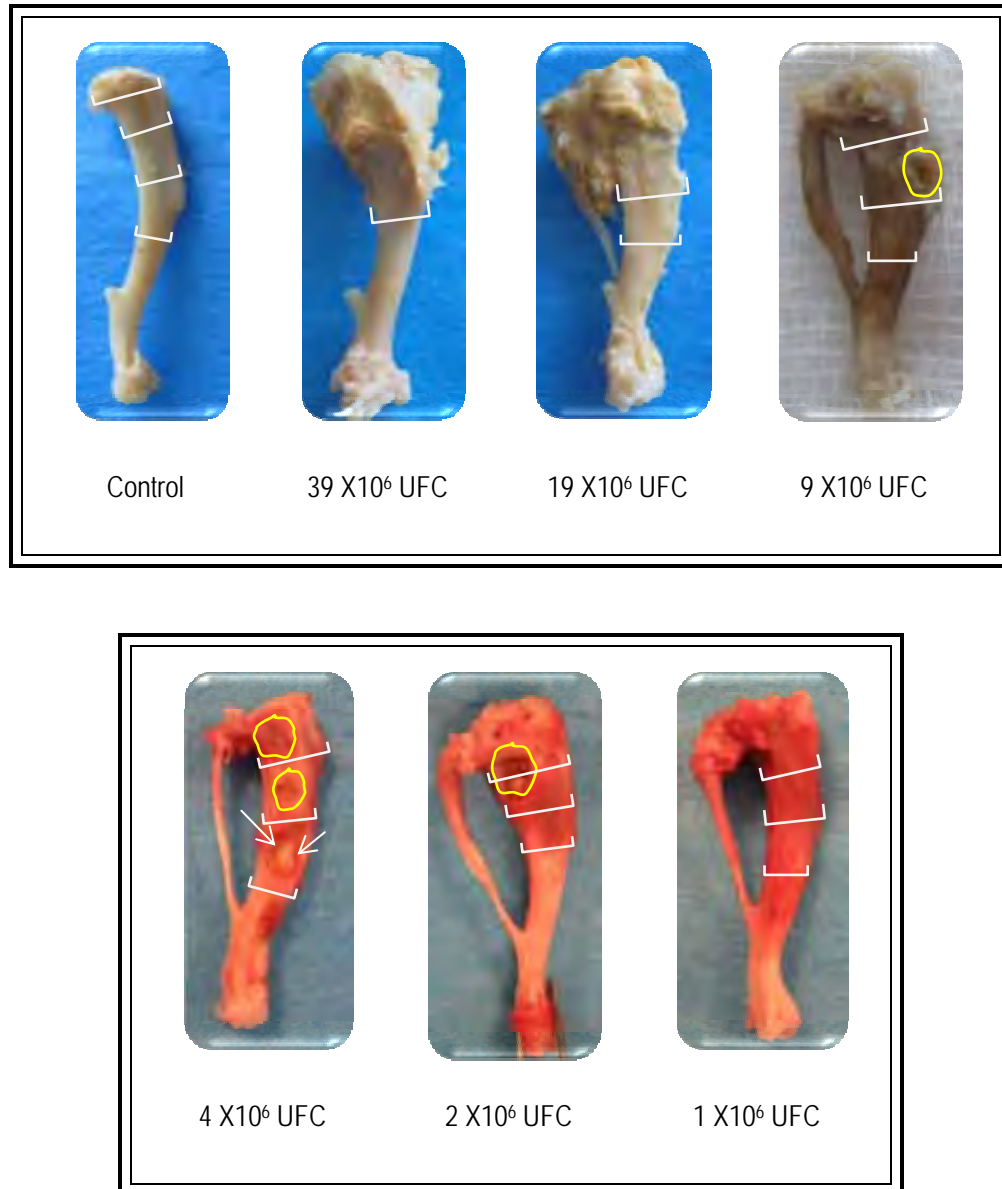 Control
39 X10⁶ UFC
19 X10⁶ UFC
9 X10⁶ UFC
4 X10⁶ UFC
2 X10⁶ UFC
1 X10⁶ UFC